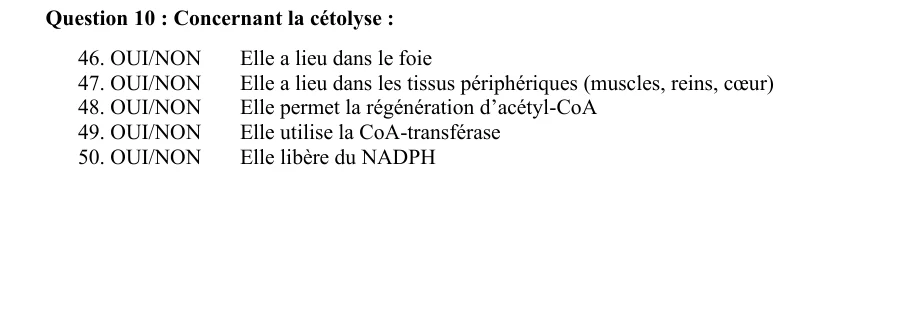 Question 10 : Concernant la cétolyse :
46. OUI/NON Elle a lieu dans le foie
47. OUI/NON Elle a lieu dans les tissus périphériques (muscles, reins, cœur)
48. OUI/NON Elle permet la régénération d’acétyl-CoA
49. OUI/NON Elle utilise la CoA-transférase
50. OUI/NON Elle libère du NADPH